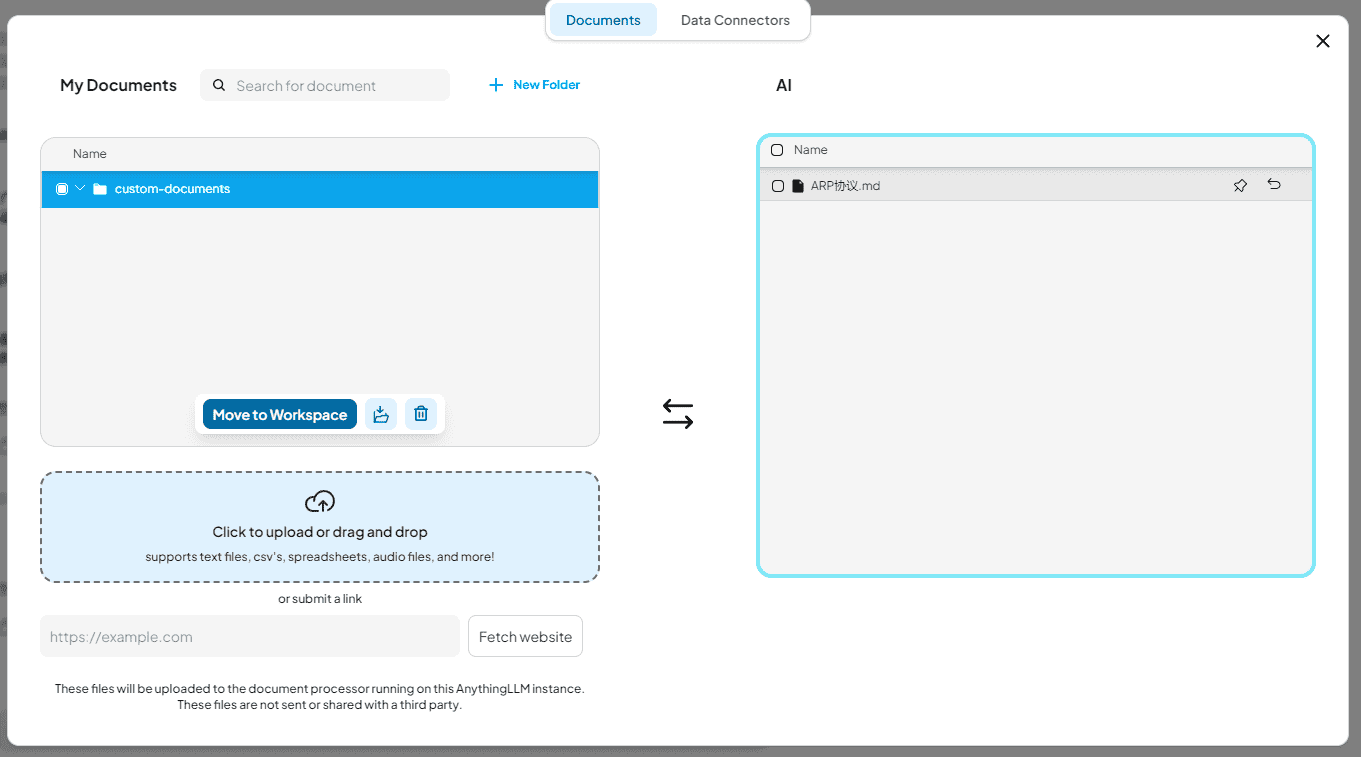 Documents
Data Connectors
My Documents
Search for document
New Folder
Name
custom-documents
Move to Workspace
Click to upload or drag and drop
supports text files, csv's, spreadsheets, audio files, and more!
or submit a link
https://example.com
Fetch website
These files will be uploaded to the document processor running on this AnythingLLM instance.
These files are not sent or shared with a third party.
AI
Name
ARP协议.md